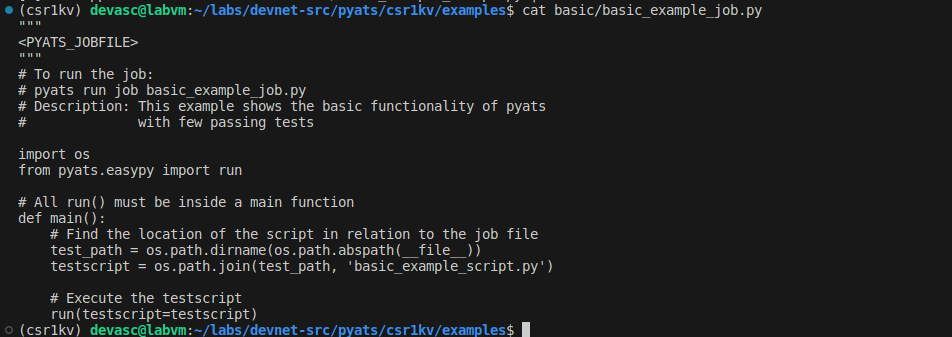 (csr1kv) devasc@labvm:~/labs/devnet-src/pyats/csr1kv/examples$ cat basic/basic_example_job.py
"""
<PYATS_JOBFILE>
"""
# To run the job:
# pyats run job basic_example_job.py
# Description: This example shows the basic functionality of pyats
#              with few passing tests

import os
from pyats.easypy import run

# All run() must be inside a main function
def main():
    # Find the location of the script in relation to the job file
    test_path = os.path.dirname(os.path.abspath(__file__))
    testscript = os.path.join(test_path, 'basic_example_script.py')

    # Execute the testscript
    run(testscript=testscript)
(csr1kv) devasc@labvm:~/labs/devnet-src/pyats/csr1kv/examples$